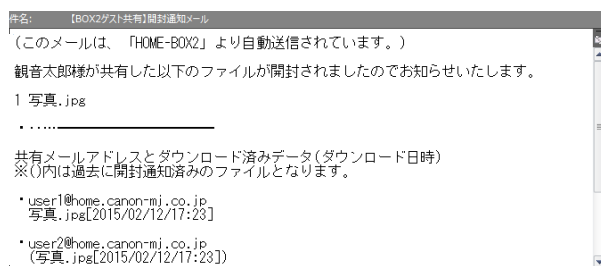 件名: 【BOX2ゲスト共有】開封通知メール
(このメールは、「HOME-BOX2」より自動送信されています。)
観音太郎様が共有した以下のファイルが開封されましたのでお知らせいたします。
1 写真.jpg
・‥…━━━━━━━━━━━━━
共有メールアドレスとダウンロード済みデータ(ダウンロード日時)
※()内は過去に開封通知済みのファイルとなります。
・user1@home.canon-mj.co.jp
写真.jpg[2015/02/12/17:23]
・user2@home.canon-mj.co.jp
(写真.jpg[2015/02/12/17:23])